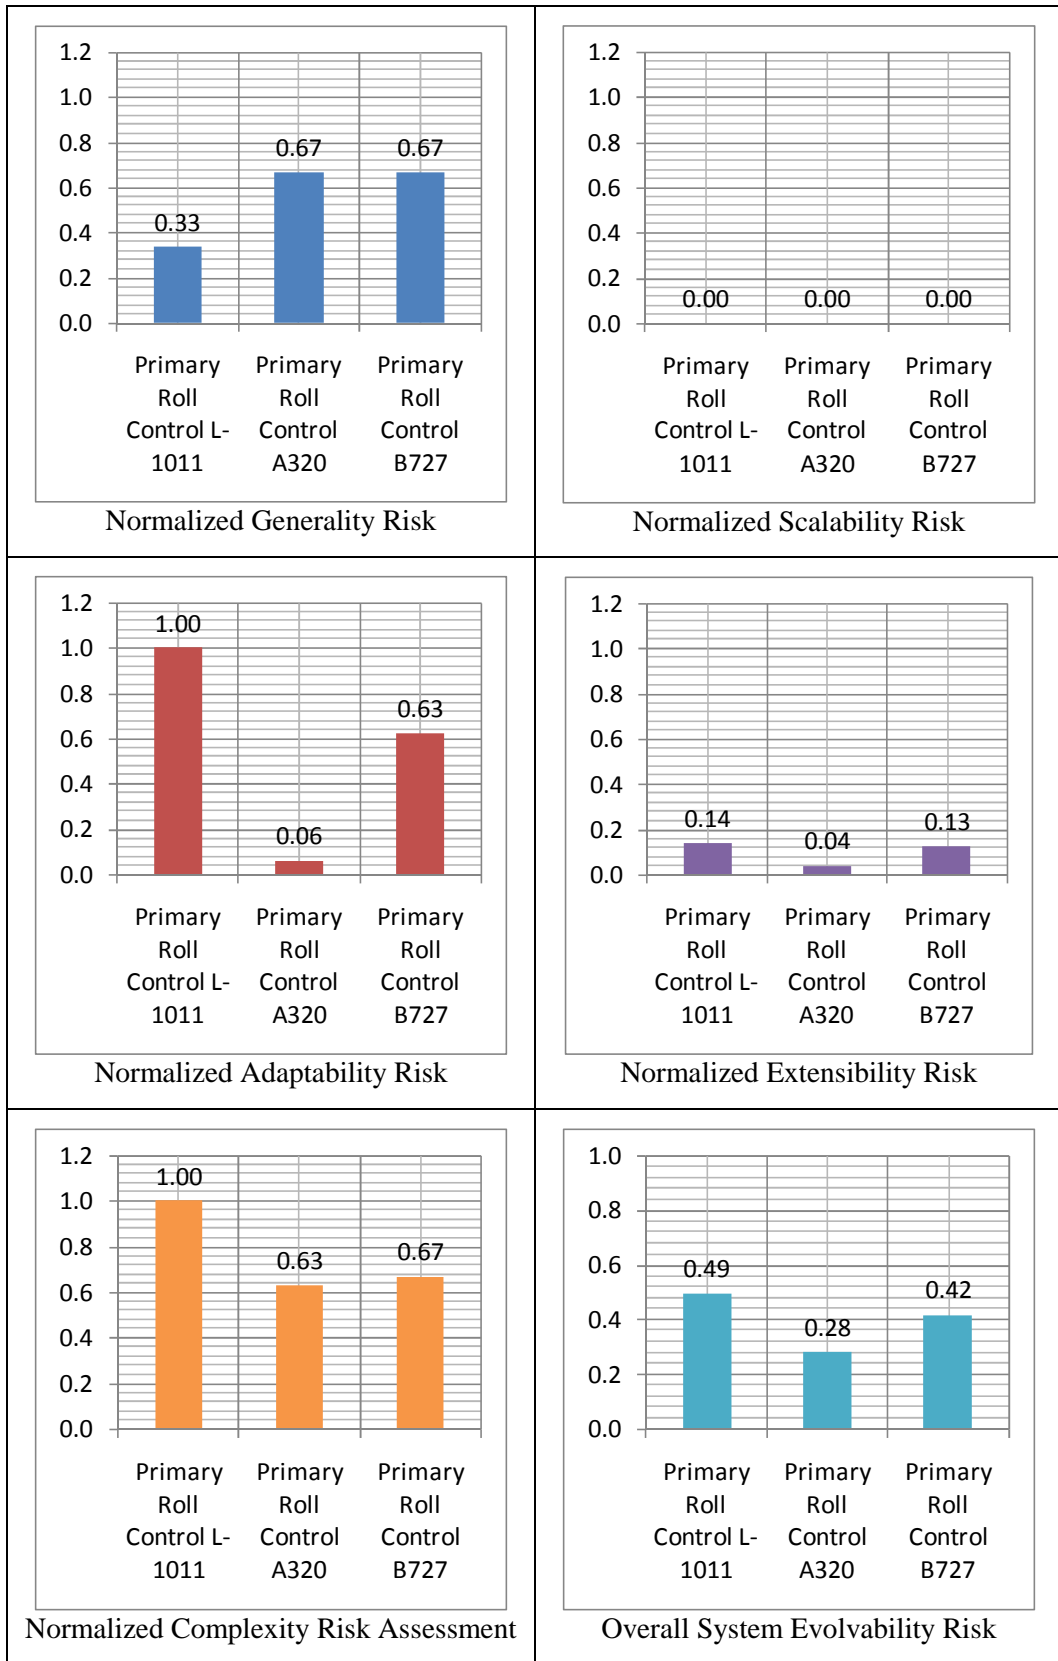 1.2
1.0
0.8
0.6
0.4
0.2
0.0
0.33
0.67
0.67
Primary Roll Control L-1011
Primary Roll Control A320
Primary Roll Control B727
Normalized Generality Risk
1.2
1.0
0.8
0.6
0.4
0.2
0.0
0.00
0.00
0.00
Primary Roll Control L-1011
Primary Roll Control A320
Primary Roll Control B727
Normalized Scalability Risk
1.2
1.0
0.8
0.6
0.4
0.2
0.0
1.00
0.06
0.63
Primary Roll Control L-1011
Primary Roll Control A320
Primary Roll Control B727
Normalized Adaptability Risk
1.2
1.0
0.8
0.6
0.4
0.2
0.0
0.14
0.04
0.13
Primary Roll Control L-1011
Primary Roll Control A320
Primary Roll Control B727
Normalized Extensibility Risk
1.2
1.0
0.8
0.6
0.4
0.2
0.0
1.00
0.63
0.67
Primary Roll Control L-1011
Primary Roll Control A320
Primary Roll Control B727
Normalized Complexity Risk Assessment
1.0
0.8
0.6
0.4
0.2
0.0
0.49
0.28
0.42
Primary Roll Control L-1011
Primary Roll Control A320
Primary Roll Control B727
Overall System Evolvability Risk